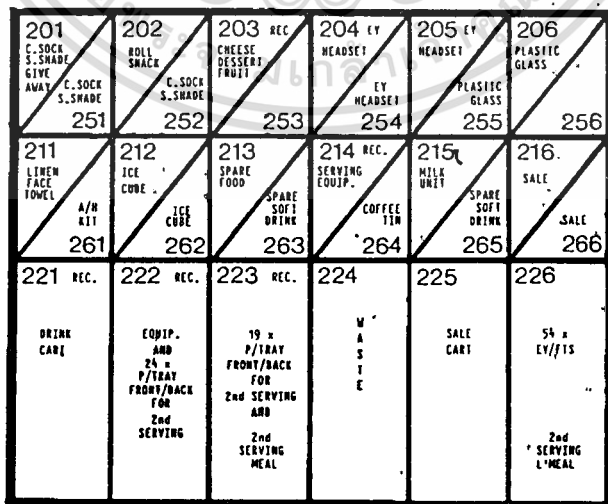 201
C.SOCK
S.SHADE
GIVE
AWAY
C.SOCK
S.SHADE
251
202
ROLL
SNACK
C.SOCK
S.SHADE
252
203 REC
CHEESE
DESSERT
FRUIT
253
204 EY
HEADSET
EY
HEADSET
254
205 EY
HEADSET
PLASTIC
GLASS
255
206
PLASTIC
GLASS
256
211
LINEN
FACE
TOWEL
A/H
KIT
261
212
ICE
CUBE
ICE
CUBE
262
213
SPARE
FOOD
SPARE
SOFT
DRINK
263
214 REC.
SERVING
EQUIP.
COFFEE
TIN
264
215
MILK
UNIT
SPARE
SOFT
DRINK
265
216.
SALE
SALE
266
221 REC.
DRINK
CART
222 REC.
EQUIP.
AND
24 x
P/TRAY
FRONT/BACK
FOR
2nd
SERVING
223 REC.
19 x
P/TRAY
FRONT/BACK
FOR
2nd SERVING
AND
2nd
SERVING
MEAL
224
W
A
S
T
E
225
SALE
CART
226
54 x
EY/FTS
2nd
SERVING
L'MEAL